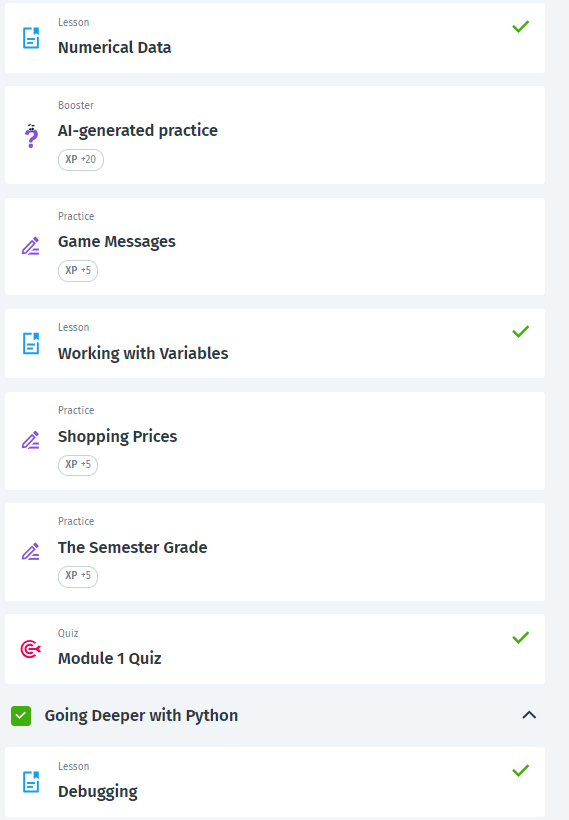 Lesson
Numerical Data
Booster
AI-generated practice
XP +20
Practice
Game Messages
XP +5
Lesson
Working with Variables
Practice
Shopping Prices
XP +5
Practice
The Semester Grade
XP +5
Quiz
Module 1 Quiz
Going Deeper with Python
Lesson
Debugging